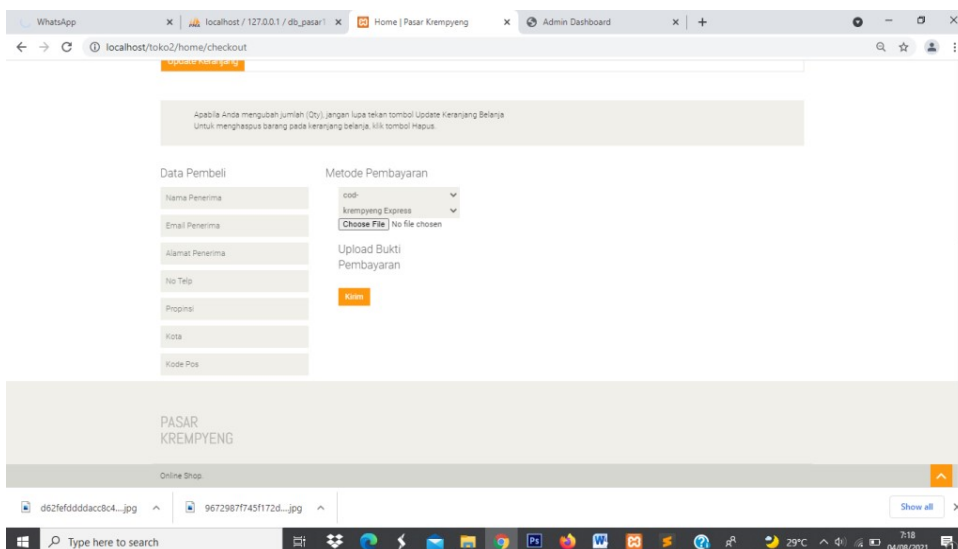 WhatsApp
localhost / 127.0.0.1 / db_pasar1
Home | Pasar Krempyeng
Admin Dashboard
localhost/toko2/home/checkout
Update Keranjang
Apabila Anda menguban jumlah (Qty), jangan lupa tekan tombol Update Keranjang Belanja
Untuk menghaspus barang pada keranjang belanja, klik tombol Hapus.
Data Pembeli
Metode Pembayaran
Nama Penerima
cod-
krempyeng Express
Email Penerima
Choose File No file chosen
Alamat Penerima
Upload Bukti
Pembayaran
No Telp
Kirim
Propinsi
Kota
Kode Pos
PASAR
KREMPYENG
Online Shop.
d62fefddddacc8c4....jpg
9672987f745f172d....jpg
Show all
Type here to search
29°C
7:18
04/08/2021